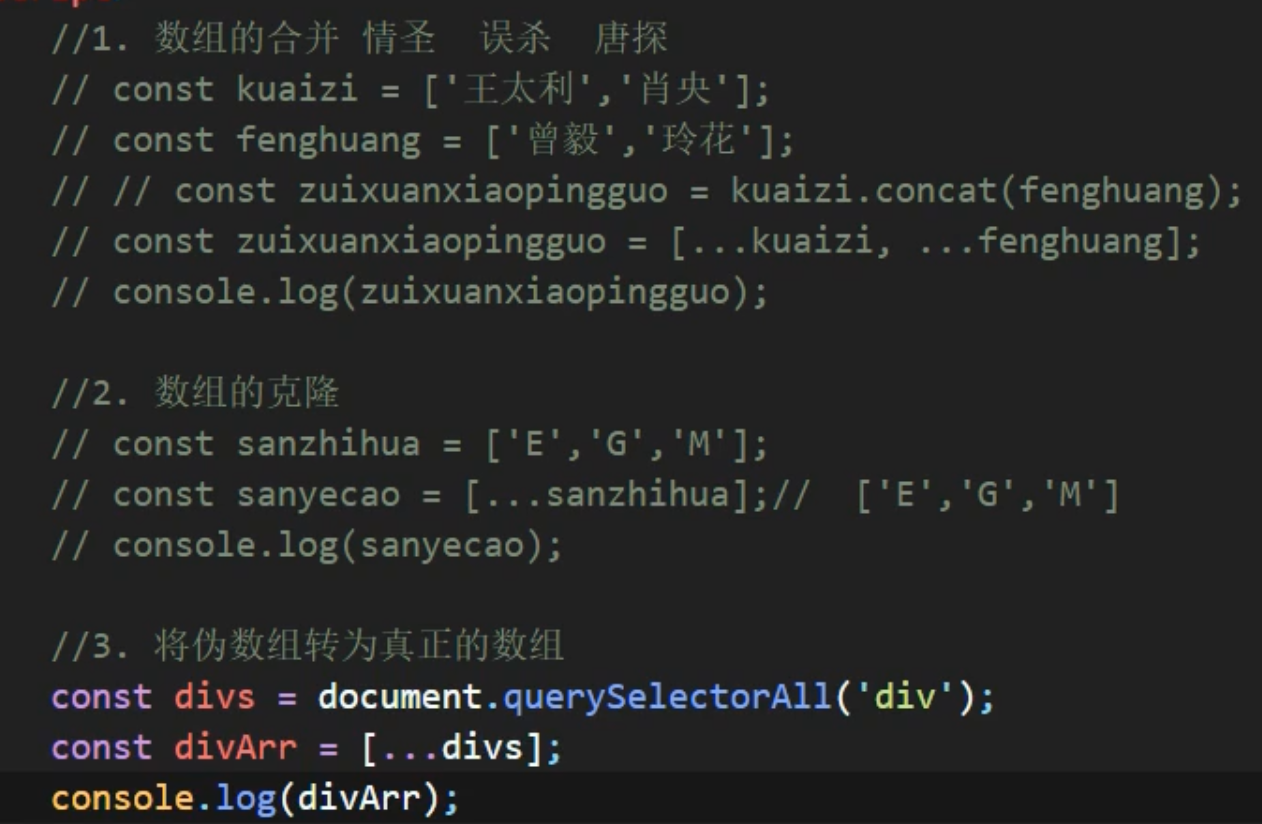 //1. 数组的合并 情圣  误杀  唐探
// const kuaizi = ['王太利','肖央'];
// const fenghuang = ['曾毅','玲花'];
// // const zuixuanxiaopingguo = kuaizi.concat(fenghuang);
// const zuixuanxiaopingguo = [...kuaizi, ...fenghuang];
// console.log(zuixuanxiaopingguo);
//2. 数组的克隆
// const sanzhihua = ['E','G','M'];
// const sanyecao = [...sanzhihua];//  ['E','G','M']
// console.log(sanyecao);
//3. 将伪数组转为真正的数组
const divs = document.querySelectorAll('div');
const divArr = [...divs];
console.log(divArr);